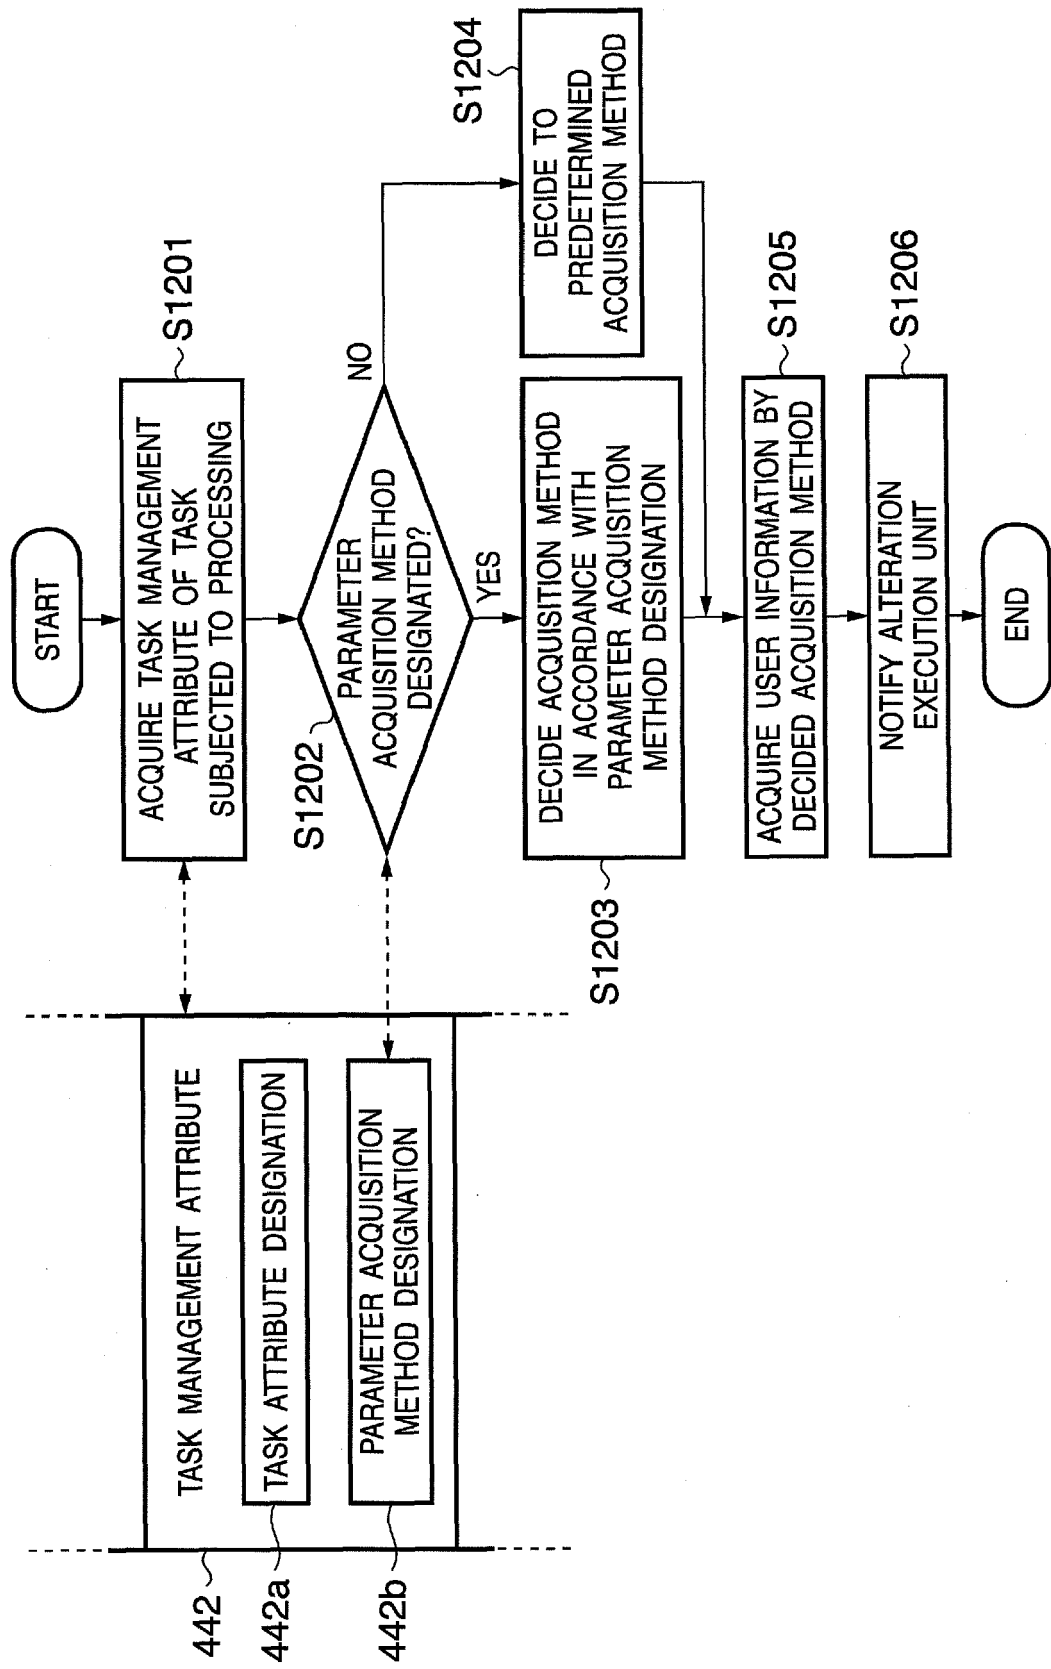 START
ACQUIRE TASK MANAGEMENT
ATTRIBUTE OF TASK
SUBJECTED TO PROCESSING
S1201
PARAMETER
ACQUISITION METHOD
DESIGNATED?
S1202
NO
YES
DECIDE TO
PREDETERMINED
ACQUISITION METHOD
S1204
DECIDE ACQUISITION METHOD
IN ACCORDANCE WITH
PARAMETER ACQUISITION
METHOD DESIGNATION
S1203
ACQUIRE USER INFORMATION BY
DECIDED ACQUISITION METHOD
S1205
NOTIFY ALTERATION
EXECUTION UNIT
S1206
END
TASK MANAGEMENT ATTRIBUTE
442
TASK ATTRIBUTE DESIGNATION
442a
PARAMETER ACQUISITION
METHOD DESIGNATION
442b